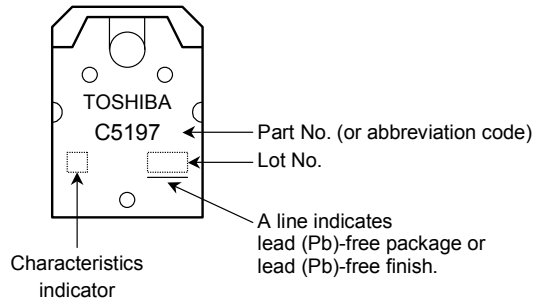 TOSHIBA
C5197
Part No. (or abbreviation code)
Lot No.
A line indicates
lead (Pb)-free package or
lead (Pb)-free finish.
Characteristics
indicator